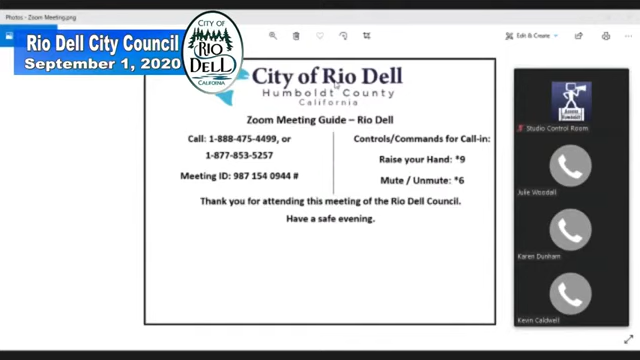 Photos - Zoom Meeting.png
Edit & Create
Rio Dell City Council
September 1, 2020
CITY OF
RIO
DELL
CALIFORNIA
City of Rio Dell
Humboldt County
California
Zoom Meeting Guide – Rio Dell
Call: 1-888-475-4499, or
1-877-853-5257
Meeting ID: 987 154 0944 #
Controls/Commands for Call-in:
Raise your Hand: *9
Mute / Unmute: *6
Thank you for attending this meeting of the Rio Dell Council.
Have a safe evening.
Access
Humboldt
Studio Control Room
Julie Woodall
Karen Dunham
Kevin Caldwell